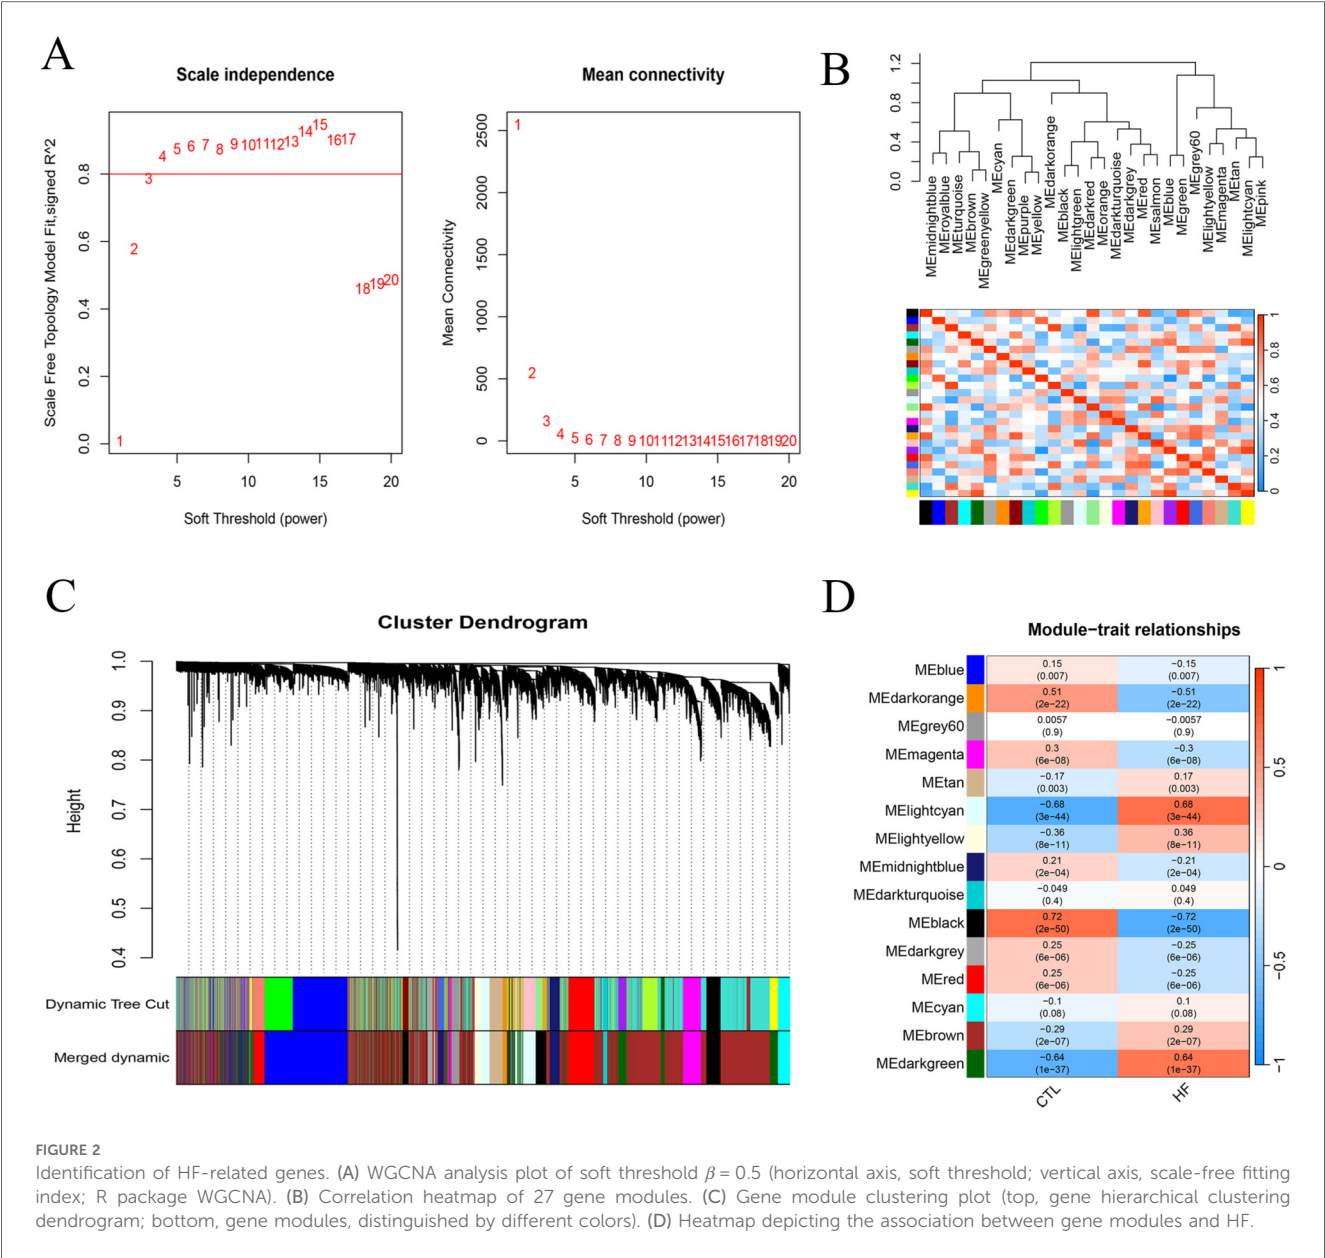 A
Scale independence
Scale Free Topology Model Fit,signed R^2
0.0 0.2 0.4 0.6 0.8
1 2 3 4 5 6 7 8 9 10 11 12 13 14 15 16 17 18 19 20
5 10 15 20
Soft Threshold (power)
Mean connectivity
Mean Connectivity
0 500 1000 1500 2000 2500
1 2 3 4 5 6 7 8 9 10 11 12 13 14 15 16 17 18 19 20
5 10 15 20
Soft Threshold (power)
B
0.0 0.4 0.8 1.2
MEmidnightblue
MEroyalblue
MEturquoise
MEbrown
MEgreenyellow
MEcyan
MEdarkgreen
MEpurple
MEyellow
MEdarkorange
MEblack
MElightgreen
MEdarkred
MEorange
MEdarkturquoise
MEdarkgrey
MEred
MEsalmon
MEblue
MEgreen
MEgrey60
MElightyellow
MEmagenta
MEtan
MElightcyan
MEpink
1
0.8
0.6
0.4
0.2
0
C
Cluster Dendrogram
Height
0.4 0.5 0.6 0.7 0.8 0.9 1.0
Dynamic Tree Cut
Merged dynamic
D
Module−trait relationships
MEblue 0.15 −0.15
(0.007) (0.007)
MEdarkorange 0.51 −0.51
(2e−22) (2e−22)
MEgrey60 0.0057 −0.0057
(0.9) (0.9)
MEmagenta 0.3 −0.3
(6e−08) (6e−08)
MEtan −0.17 0.17
(0.003) (0.003)
MElightcyan −0.68 0.68
(3e−44) (3e−44)
MElightyellow −0.36 0.36
(8e−11) (8e−11)
MEmidnightblue 0.21 −0.21
(2e−04) (2e−04)
MEdarkturquoise −0.049 0.049
(0.4) (0.4)
MEblack 0.72 −0.72
(2e−50) (2e−50)
MEdarkgrey 0.25 −0.25
(6e−06) (6e−06)
MEred 0.25 −0.25
(6e−06) (6e−06)
MEcyan −0.1 0.1
(0.08) (0.08)
MEbrown −0.29 0.29
(2e−07) (2e−07)
MEdarkgreen −0.64 0.64
(1e−37) (1e−37)
CTL HF
1
0.5
0
−0.5
−1
FIGURE 2
Identification of HF-related genes. (A) WGCNA analysis plot of soft threshold β = 0.5 (horizontal axis, soft threshold; vertical axis, scale-free fitting
index; R package WGCNA). (B) Correlation heatmap of 27 gene modules. (C) Gene module clustering plot (top, gene hierarchical clustering
dendrogram; bottom, gene modules, distinguished by different colors). (D) Heatmap depicting the association between gene modules and HF.